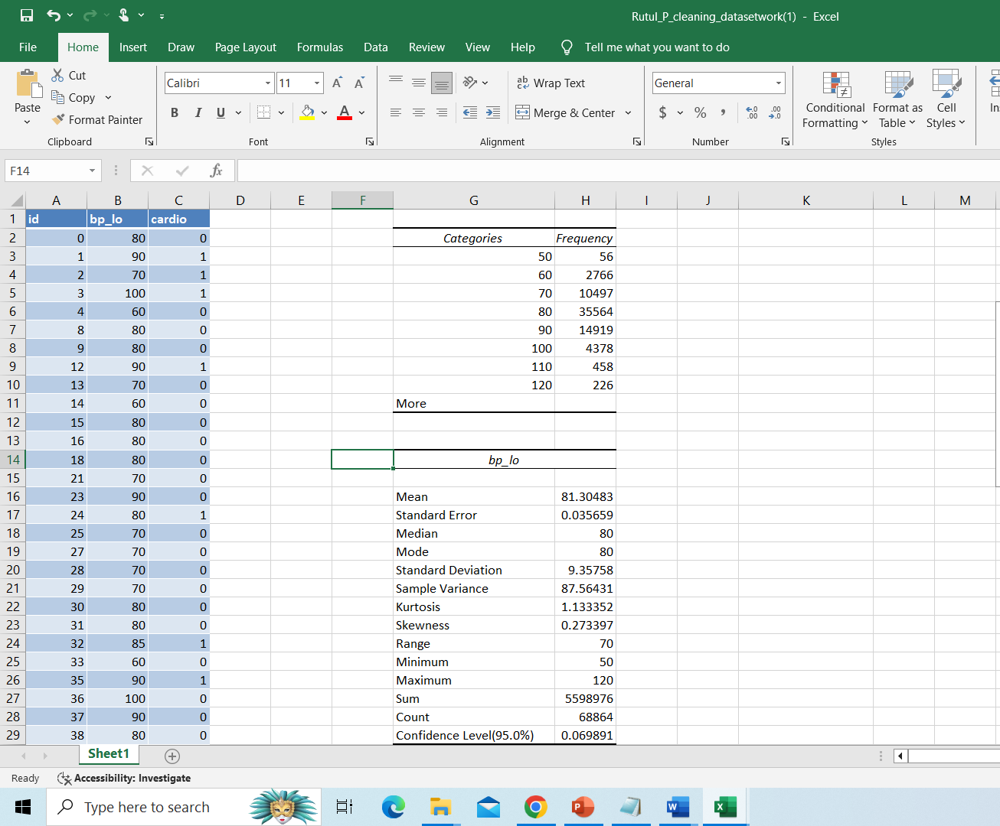 Rutul_P_cleaning_datasetwork(1) - Excel
File Home Insert Draw Page Layout Formulas Data Review View Help Tell me what you want to do
Cut
Copy
Format Painter
Paste
Clipboard
Calibri 11
B I U
Font
Wrap Text
Merge & Center
Alignment
General
$ % ,
Number
Conditional Formatting
Format as Table
Cell Styles
Styles
F14 fx
A B C D E F G H I J K L M
1 id bp_lo cardio
2 0 80 0 Categories Frequency
3 1 90 1 50 56
4 2 70 1 60 2766
5 3 100 1 70 10497
6 4 60 0 80 35564
7 8 80 0 90 14919
8 9 80 0 100 4378
9 12 90 1 110 458
10 13 70 0 120 226
11 14 60 0 More
12 15 80 0
13 16 80 0
14 18 80 0 bp_lo
15 21 70 0
16 23 90 0 Mean 81.30483
17 24 80 1 Standard Error 0.035659
18 25 70 0 Median 80
19 27 70 0 Mode 80
20 28 70 0 Standard Deviation 9.35758
21 29 70 0 Sample Variance 87.56431
22 30 80 0 Kurtosis 1.133352
23 31 80 0 Skewness 0.273397
24 32 85 1 Range 70
25 33 60 0 Minimum 50
26 35 90 1 Maximum 120
27 36 100 0 Sum 5598976
28 37 90 0 Count 68864
29 38 80 0 Confidence Level(95.0%) 0.069891
Sheet1
Ready Accessibility: Investigate
Type here to search